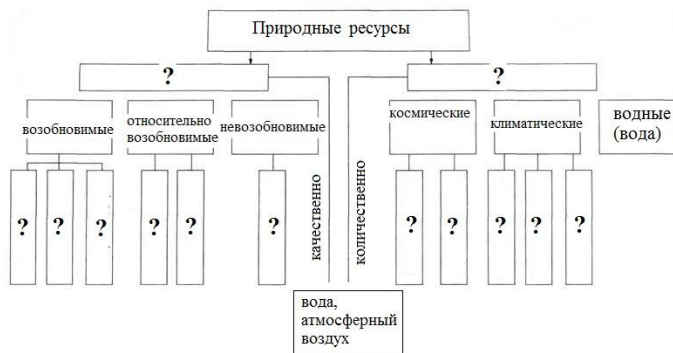 Природные ресурсы
?
?
возобновимые
относительно
возобновимые
невозобновимые
космические
климатические
водные
(вода)
?
?
?
?
?
?
качественно
количественно
?
?
?
?
?
вода,
атмосферный
воздух